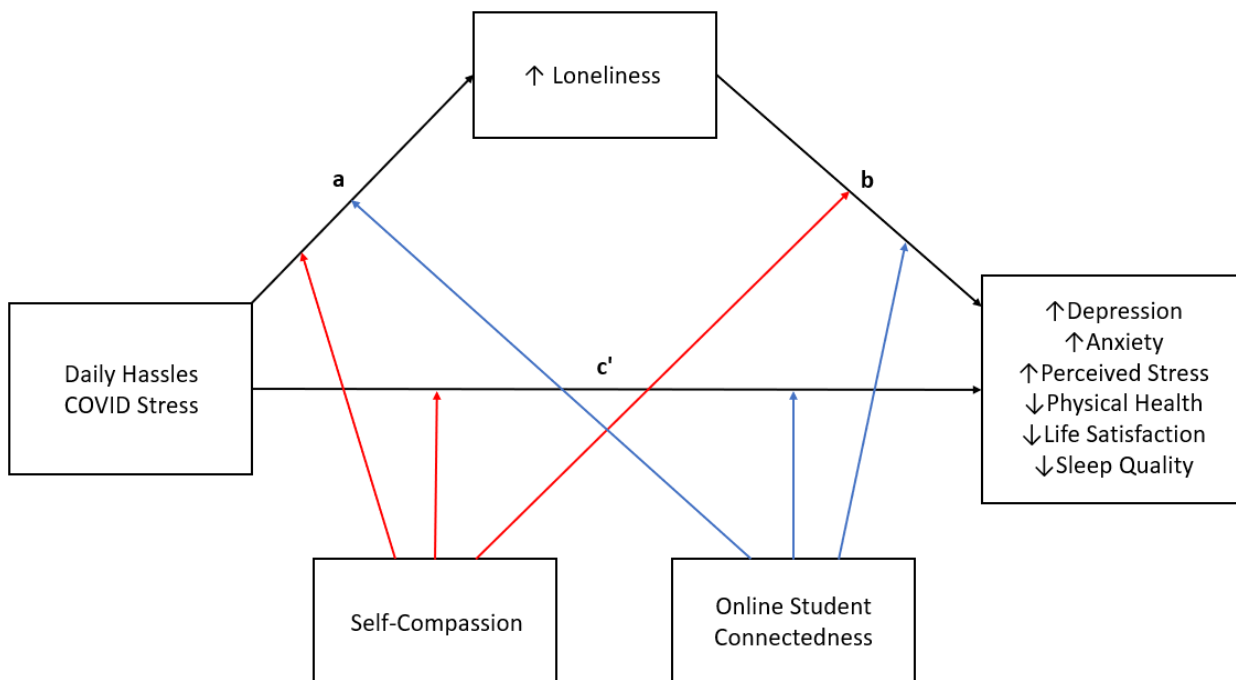 ↑ Loneliness
a
b
Daily Hassles
COVID Stress
c'
↑Depression
↑Anxiety
↑Perceived Stress
↓Physical Health
↓Life Satisfaction
↓Sleep Quality
Self-Compassion
Online Student
Connectedness